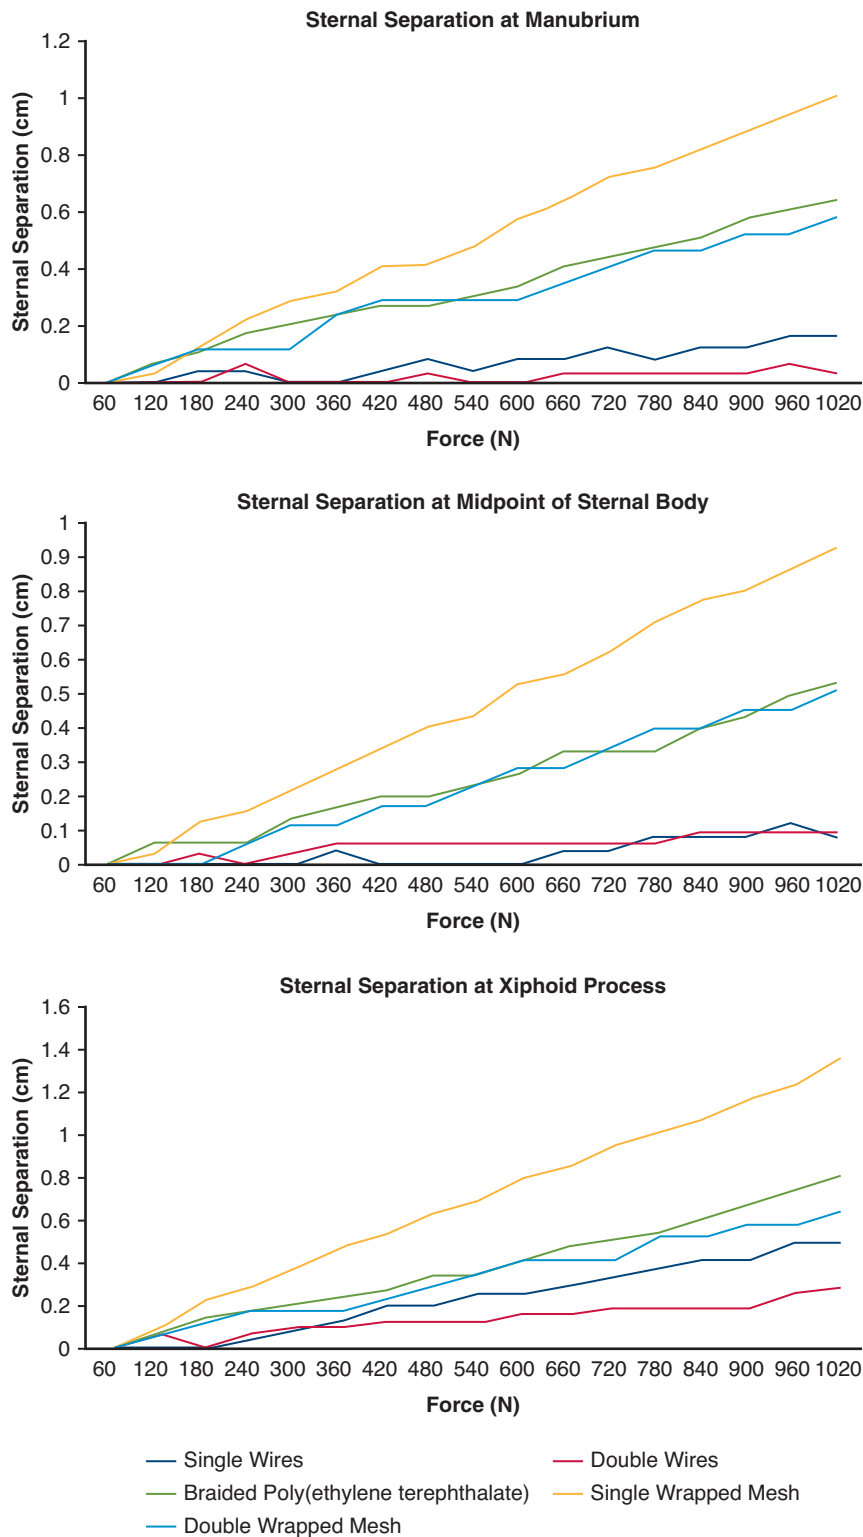 Sternal Separation at Manubrium
Sternal Separation (cm)
1.2
1
0.8
0.6
0.4
0.2
0
60 120 180 240 300 360 420 480 540 600 660 720 780 840 900 960 1020
Force (N)
Sternal Separation at Midpoint of Sternal Body
Sternal Separation (cm)
1
0.9
0.8
0.7
0.6
0.5
0.4
0.3
0.2
0.1
0
60 120 180 240 300 360 420 480 540 600 660 720 780 840 900 960 1020
Force (N)
Sternal Separation at Xiphoid Process
Sternal Separation (cm)
1.6
1.4
1.2
1
0.8
0.6
0.4
0.2
0
60 120 180 240 300 360 420 480 540 600 660 720 780 840 900 960 1020
Force (N)
Single Wires
Double Wires
Braided Poly(ethylene terephthalate)
Single Wrapped Mesh
Double Wrapped Mesh